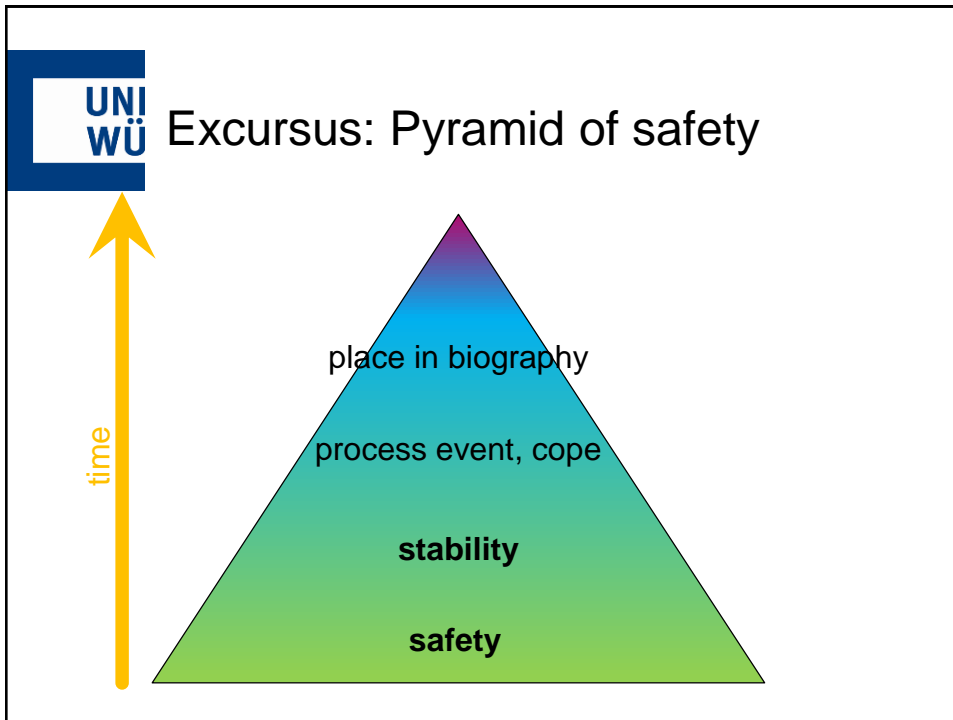 UNI
WÜ
Excursus: Pyramid of safety
time
place in biography
process event, cope
stability
safety